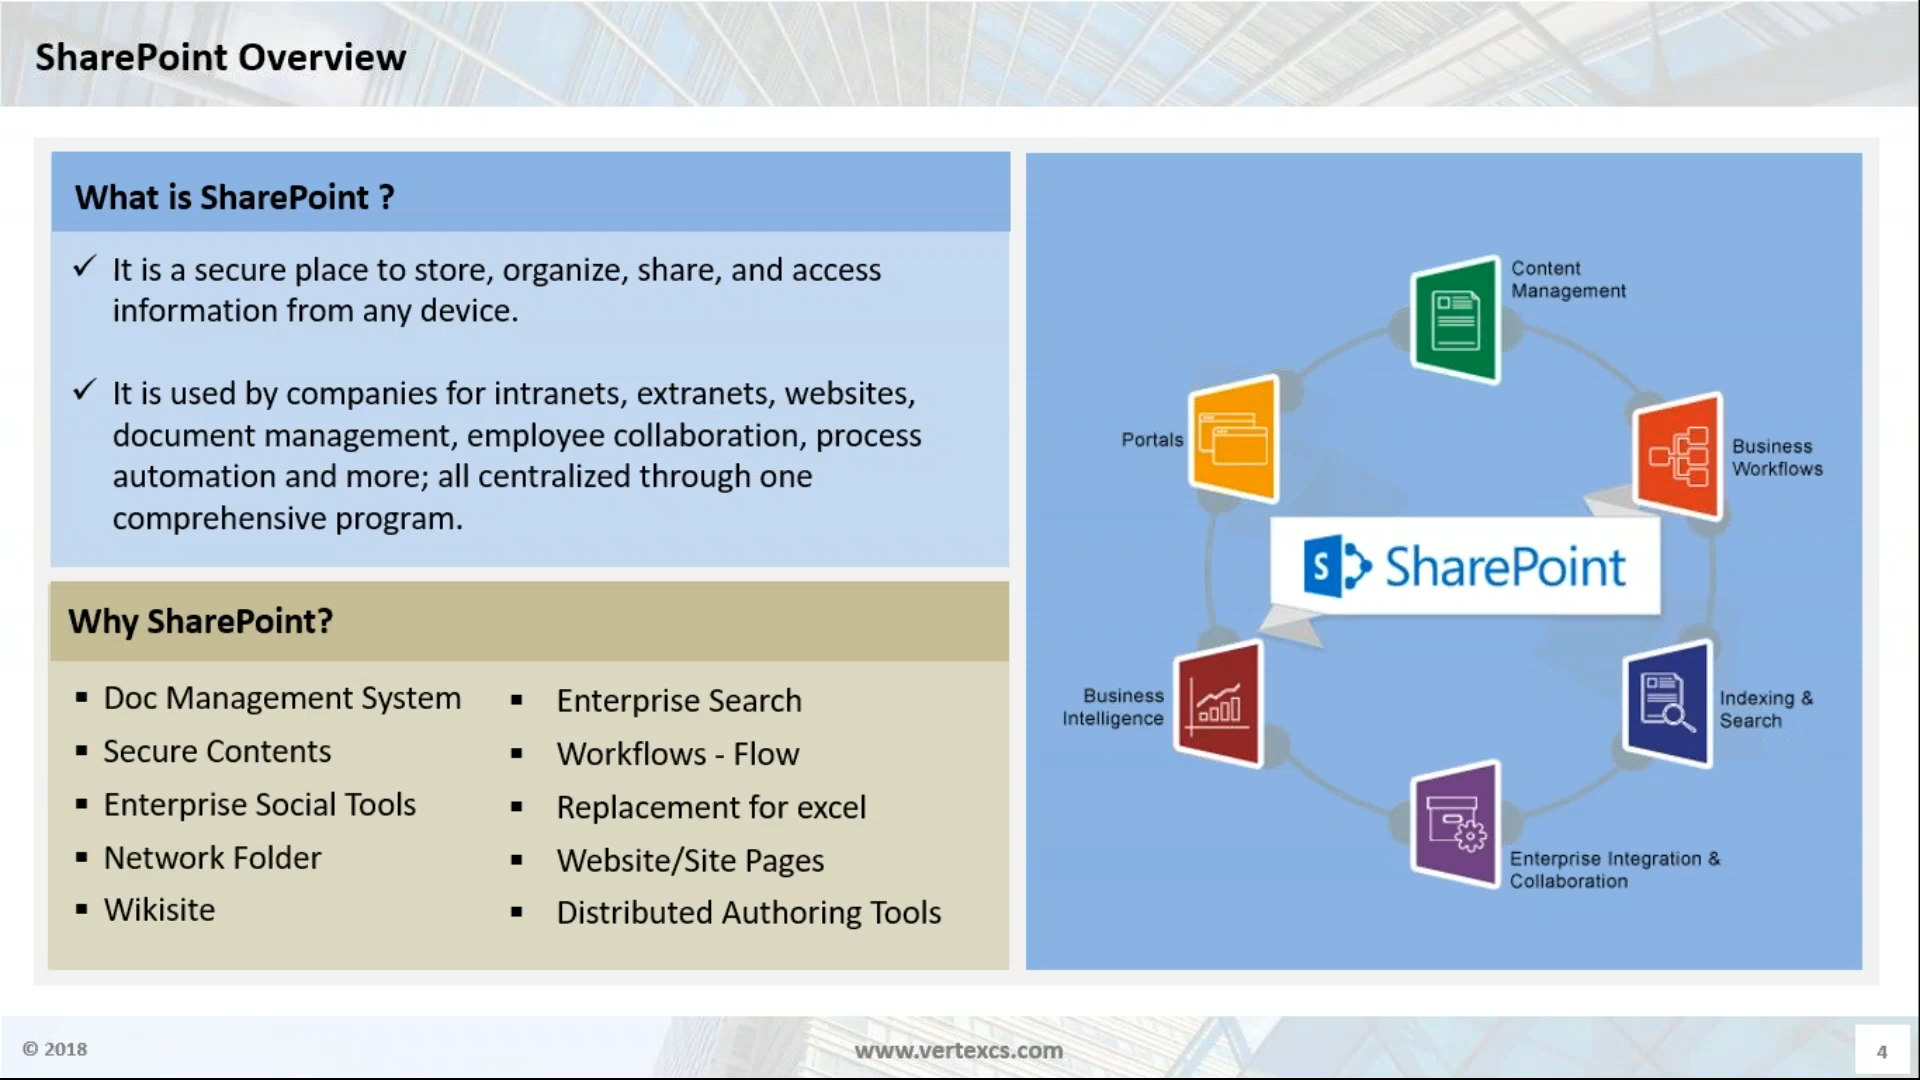 SharePoint Overview
What is SharePoint ?
✓ It is a secure place to store, organize, share, and access
information from any device.
✓ It is used by companies for intranets, extranets, websites,
document management, employee collaboration, process
automation and more; all centralized through one
comprehensive program.
Why SharePoint?
▪ Doc Management System
▪ Secure Contents
▪ Enterprise Social Tools
▪ Network Folder
▪ Wikisite
▪ Enterprise Search
▪ Workflows - Flow
▪ Replacement for excel
▪ Website/Site Pages
▪ Distributed Authoring Tools
Content
Management
Portals
Business
Workflows
S SharePoint
Business
Intelligence
Indexing &
Search
Enterprise Integration &
Collaboration
© 2018
www.vertexcs.com
4